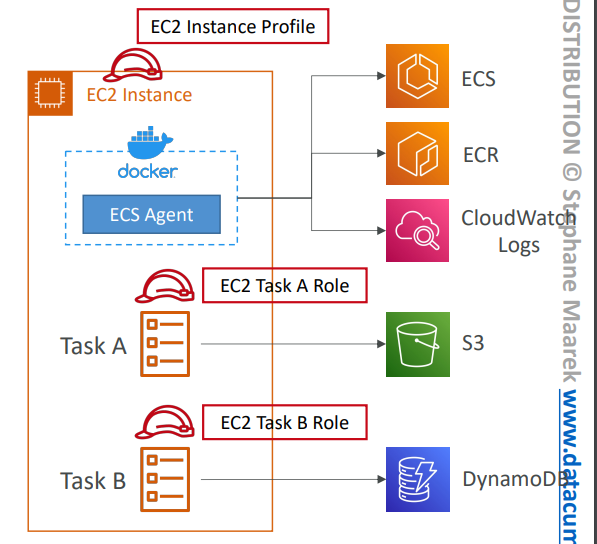 EC2 Instance Profile
EC2 Instance
docker
ECS Agent
ECS
ECR
CloudWatch
Logs
EC2 Task A Role
Task A
S3
EC2 Task B Role
Task B
DynamoDB
DISTRIBUTION © Stephane Maarek www.datacum